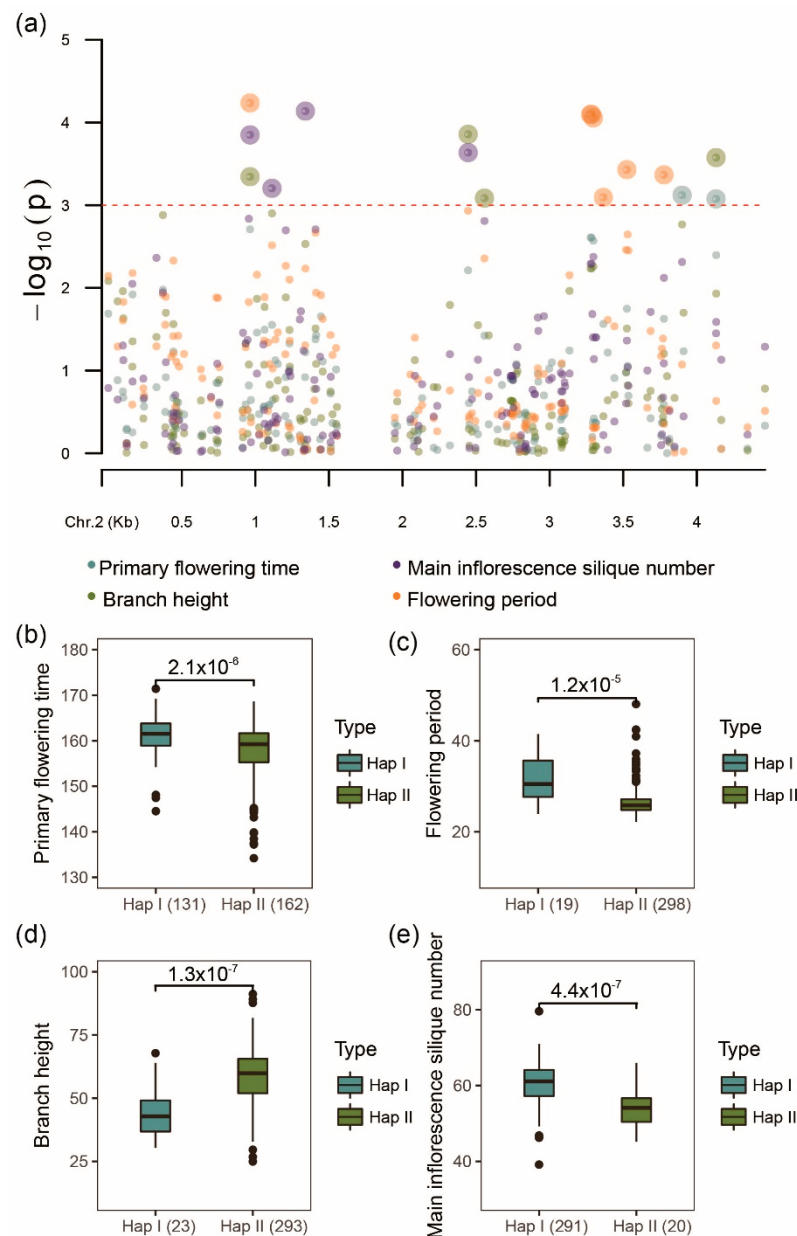 (a)
5
4
3
2
1
0
−log₁₀(p)
Chr.2 (Kb) 0.5 1 1.5 2 2.5 3 3.5 4
Primary flowering time
Main inflorescence silique number
Branch height
Flowering period
(b)
Primary flowering time
180
170
160
150
140
130
2.1x10⁻⁶
Hap I (131) Hap II (162)
Type
Hap I
Hap II
(c)
Flowering period
60
40
20
1.2x10⁻⁵
Hap I (19) Hap II (298)
Type
Hap I
Hap II
(d)
Branch height
100
75
50
25
1.3x10⁻⁷
Hap I (23) Hap II (293)
Type
Hap I
Hap II
(e)
Main inflorescence silique number
80
60
40
4.4x10⁻⁷
Hap I (291) Hap II (20)
Type
Hap I
Hap II